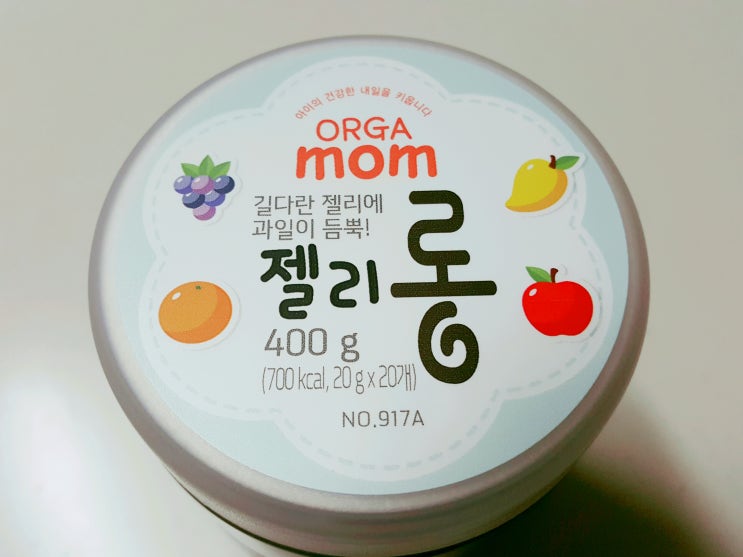 아이의 건강한 내일을 키웁니다
ORGA
mom
길다란 젤리에
과일이 듬뿍!
젤리롱
400 g
(700 kcal, 20 g x 20개)
NO.917A